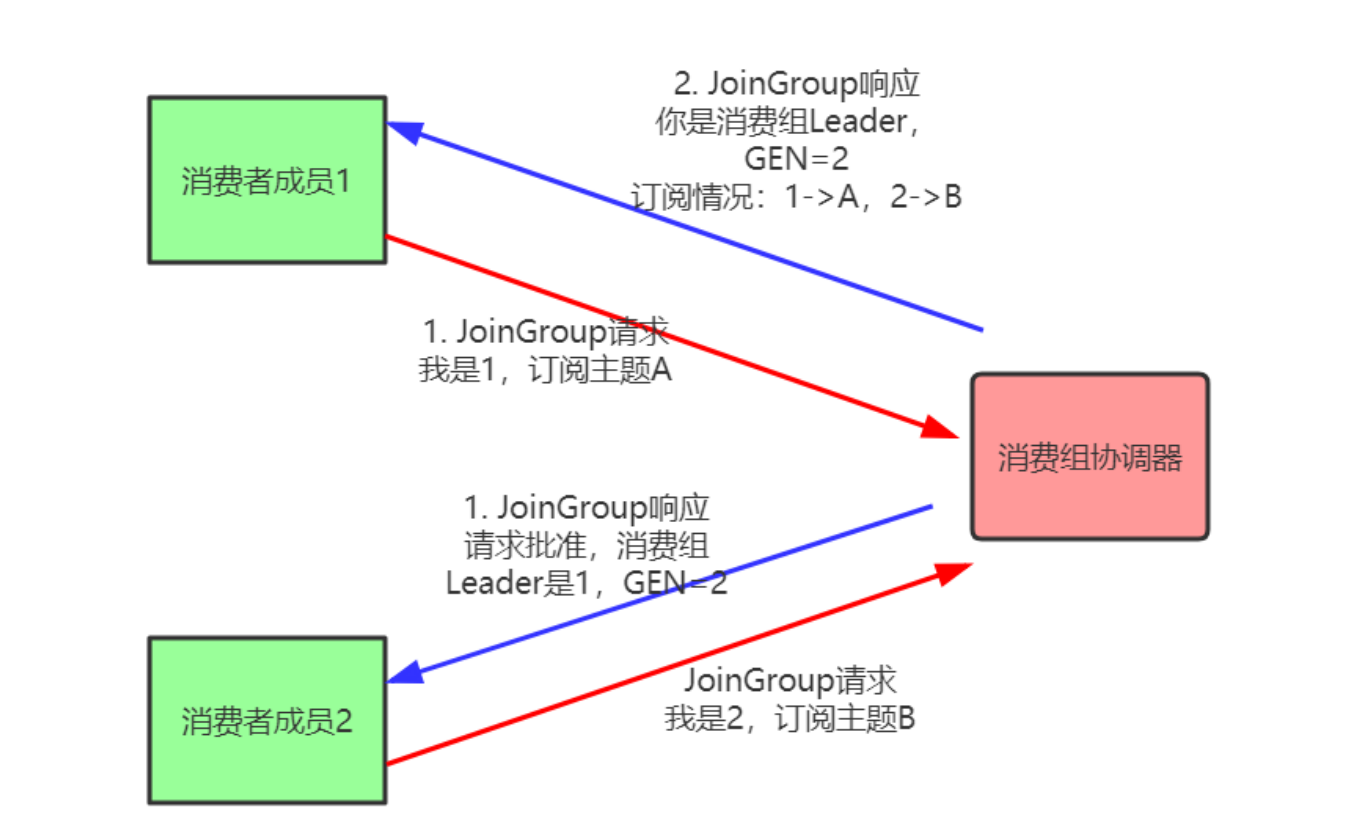 2. JoinGroup响应
你是消费组Leader，
GEN=2
订阅情况：1->A，2->B
消费者成员1
1. JoinGroup请求
我是1，订阅主题A
消费组协调器
1. JoinGroup响应
请求批准，消费组
Leader是1，GEN=2
JoinGroup请求
我是2，订阅主题B
消费者成员2